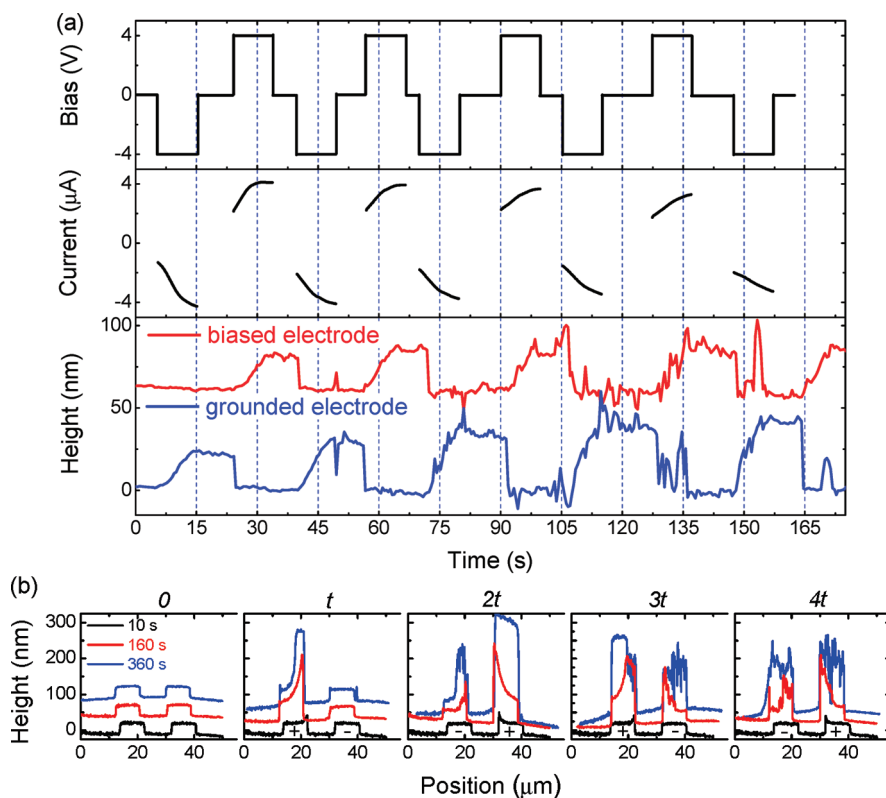 (a)
Bias (V)
4
0
-4
Current (μA)
4
0
-4
Height (nm)
100
50
0
biased electrode
grounded electrode
0 15 30 45 60 75 90 105 120 135 150 165
Time (s)
(b)
0 t 2t 3t 4t
Height (nm)
300
200
100
0
10 s
160 s
360 s
+ - - + + - - +
0 20 40 0 20 40 0 20 40 0 20 40 0 20 40
Position (μm)